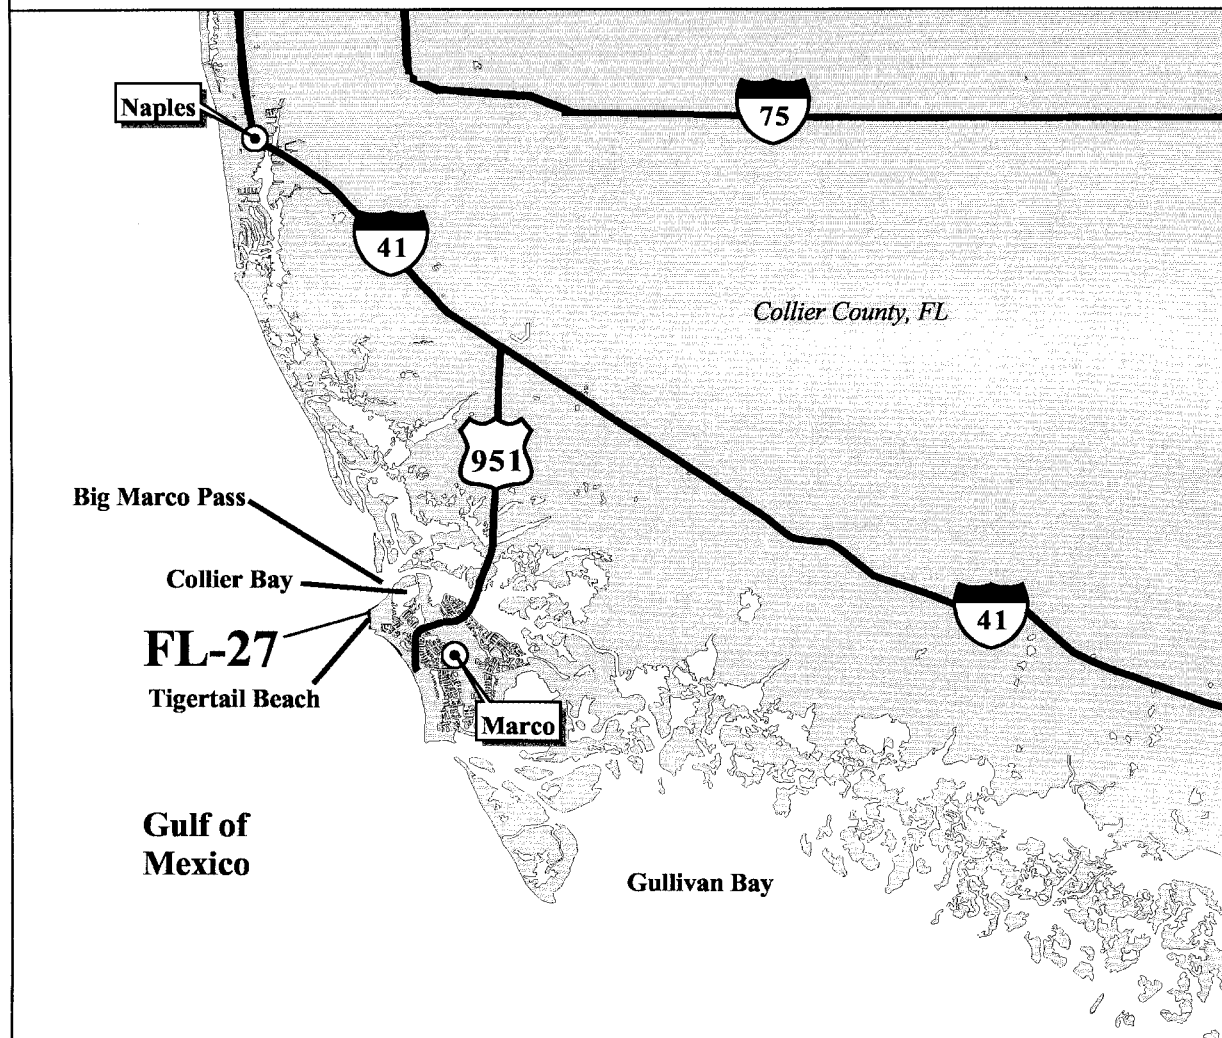 Naples
75
41
Collier County, FL
951
Big Marco Pass
Collier Bay
41
FL-27
Tigertail Beach
Marco
Gulf of
Mexico
Gullivan Bay